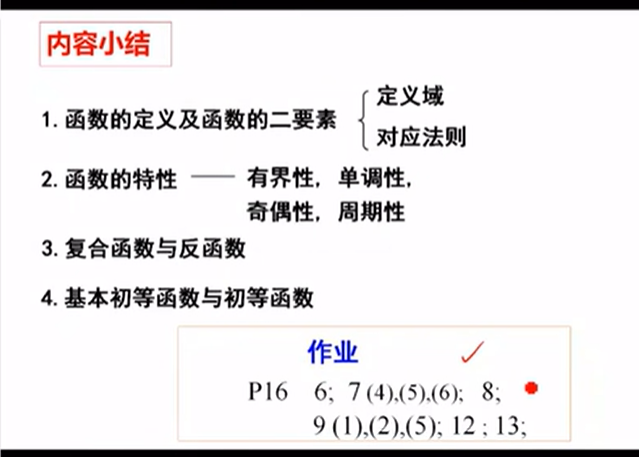 内容小结
1. 函数的定义及函数的二要素
定义域
对应法则
2. 函数的特性 —— 有界性, 单调性,
奇偶性, 周期性
3. 复合函数与反函数
4. 基本初等函数与初等函数
作业
P16 6; 7 (4),(5),(6); 8;
9 (1),(2),(5); 12 ; 13;